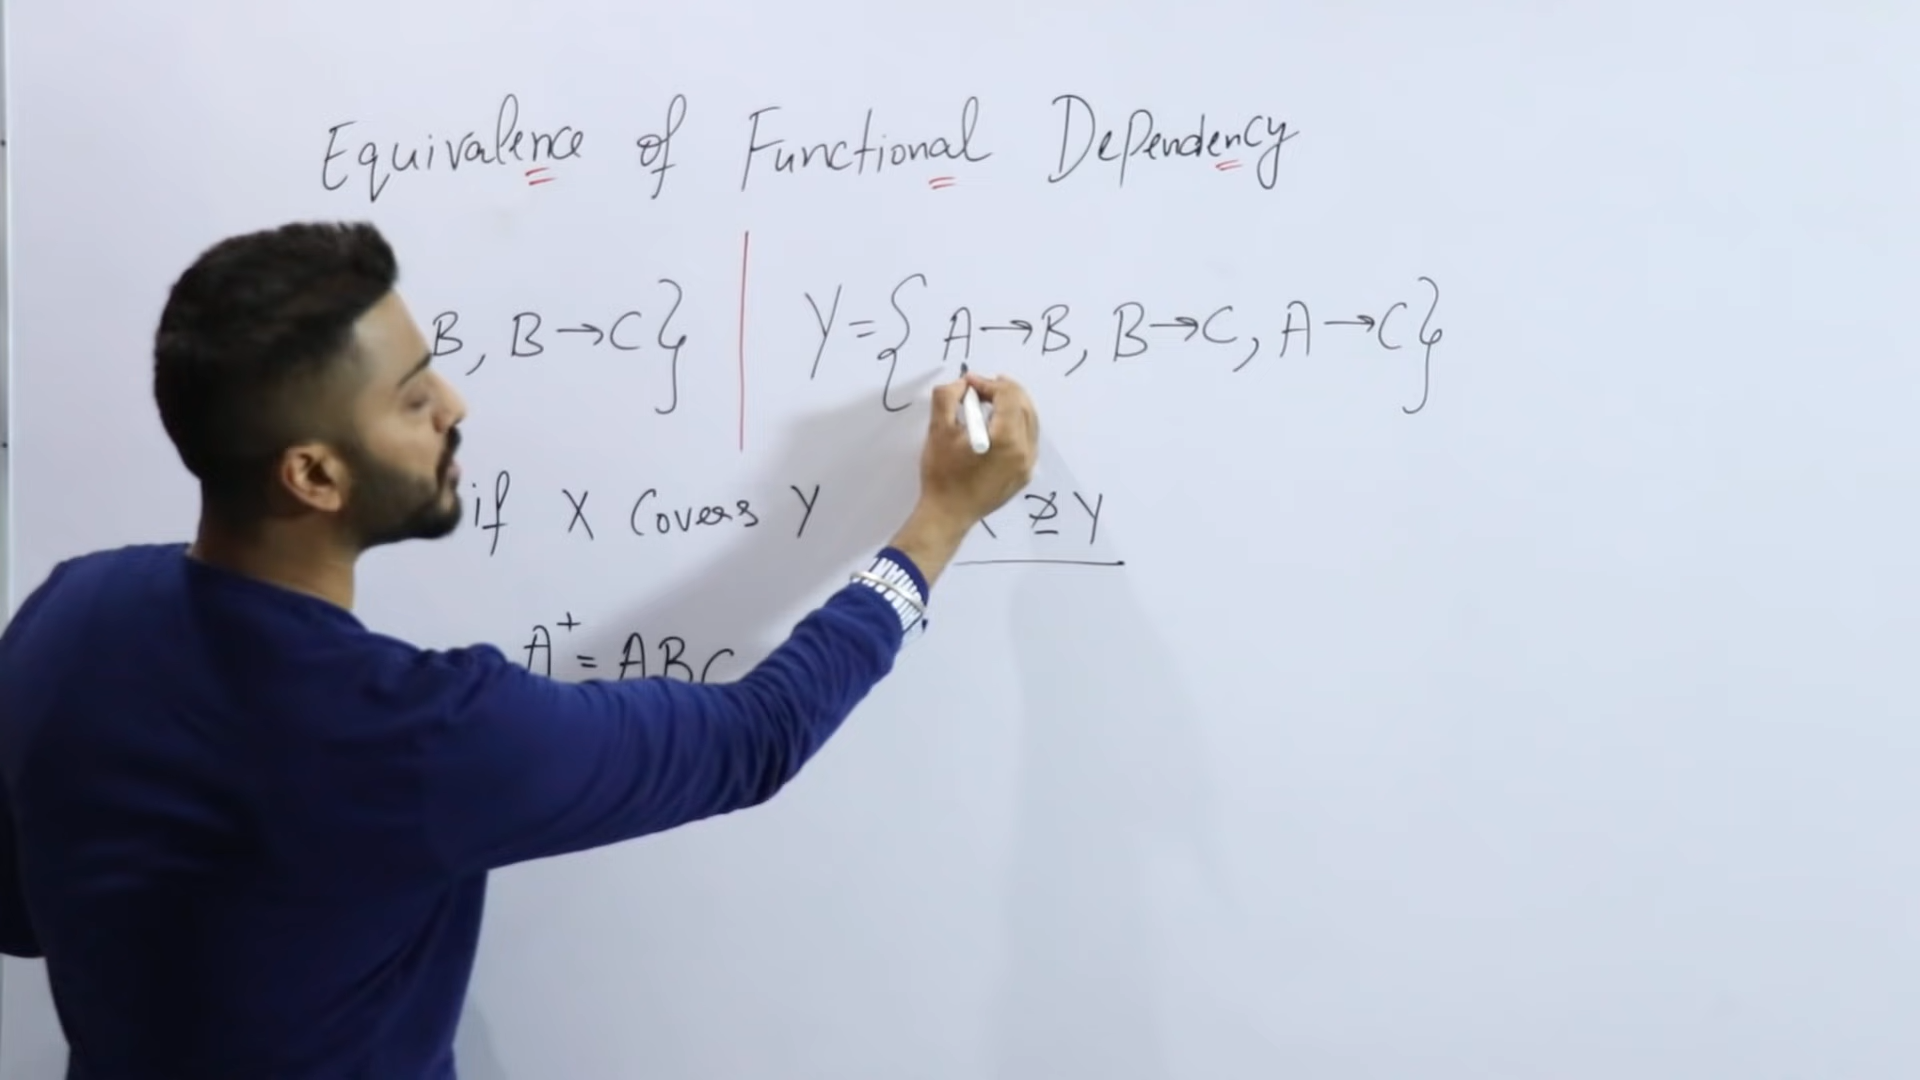 Equivalence of Functional Dependency
B, B→C} | Y={A→B, B→C, A→C}
if X Covers Y Y
A⁺ = ABC